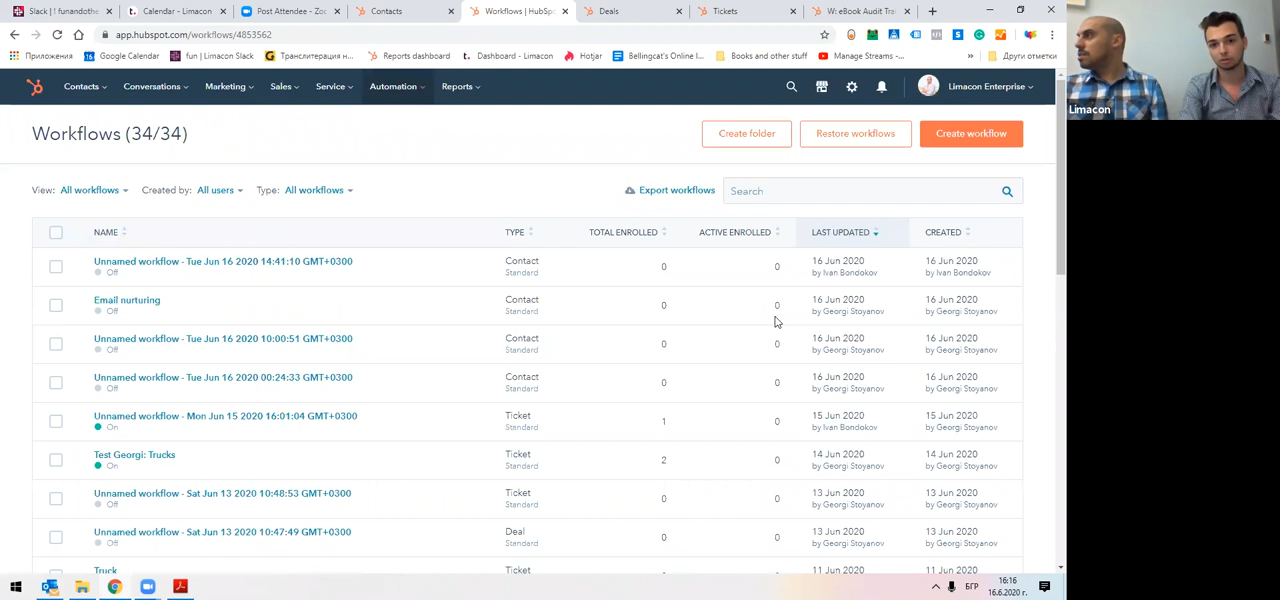 Slack | funandothe
Calendar - Limacon
Post Attendee - Zoo
Contacts
Workflows | HubSpo
Deals
Tickets
W: eBook Audit Trai
app.hubspot.com/workflows/4853562
Приложения
Google Calendar
fun | Limacon Slack
Транслитерация н...
Reports dashboard
Dashboard - Limacon
Hotjar
Bellingcat's Online I...
Books and other stuff
Manage Streams -...
»
Други отметки
Contacts
Conversations
Marketing
Sales
Service
Automation
Reports
Limacon Enterprise
Limacon
Workflows (34/34)
Create folder
Restore workflows
Create workflow
View: All workflows
Created by: All users
Type: All workflows
Export workflows
Search
NAME
TYPE
TOTAL ENROLLED
ACTIVE ENROLLED
LAST UPDATED
CREATED
Unnamed workflow - Tue Jun 16 2020 14:41:10 GMT+0300
Off
Contact
Standard
0
0
16 Jun 2020
by Ivan Bondokov
16 Jun 2020
by Ivan Bondokov
Email nurturing
Off
Contact
Standard
0
0
16 Jun 2020
by Georgi Stoyanov
16 Jun 2020
by Georgi Stoyanov
Unnamed workflow - Tue Jun 16 2020 10:00:51 GMT+0300
Off
Contact
Standard
0
0
16 Jun 2020
by Georgi Stoyanov
16 Jun 2020
by Georgi Stoyanov
Unnamed workflow - Tue Jun 16 2020 00:24:33 GMT+0300
Off
Contact
Standard
0
0
16 Jun 2020
by Georgi Stoyanov
16 Jun 2020
by Georgi Stoyanov
Unnamed workflow - Mon Jun 15 2020 16:01:04 GMT+0300
On
Ticket
Standard
1
0
15 Jun 2020
by Ivan Bondokov
15 Jun 2020
by Georgi Stoyanov
Test Georgi: Trucks
On
Ticket
Standard
2
0
14 Jun 2020
by Georgi Stoyanov
14 Jun 2020
by Georgi Stoyanov
Unnamed workflow - Sat Jun 13 2020 10:48:53 GMT+0300
Off
Ticket
Standard
0
0
13 Jun 2020
by Georgi Stoyanov
13 Jun 2020
by Georgi Stoyanov
Unnamed workflow - Sat Jun 13 2020 10:47:49 GMT+0300
Off
Deal
Standard
0
0
13 Jun 2020
by Georgi Stoyanov
13 Jun 2020
by Georgi Stoyanov
Truck
Ticket
11 Jun 2020
11 Jun 2020
БГР
16:16
16.6.2020 г.